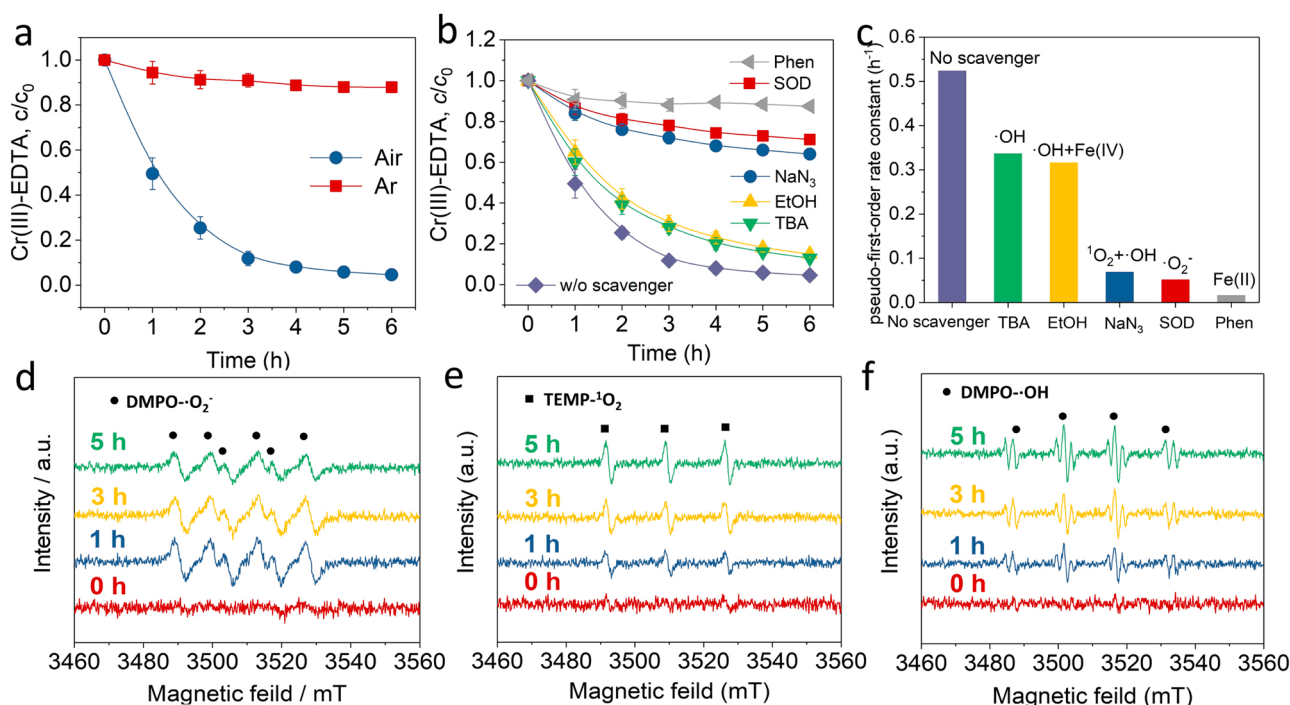 a
Cr(III)-EDTA, c/c0
1.0
0.8
0.6
0.4
0.2
0.0
Air
Ar
0 1 2 3 4 5 6
Time (h)
b
Cr(III)-EDTA, c/c0
1.2
1.0
0.8
0.6
0.4
0.2
0.0
Phen
SOD
NaN3
EtOH
TBA
w/o scavenger
0 1 2 3 4 5 6
Time (h)
c
pseudo-first-order rate constant (h-1)
0.6
0.5
0.4
0.3
0.2
0.1
0.0
No scavenger
·OH
·OH+Fe(IV)
1O2+·OH
·O2-
Fe(II)
No scavenger TBA EtOH NaN3 SOD Phen
d
DMPO-·O2-
5 h
3 h
1 h
0 h
Intensity / a.u.
3460 3480 3500 3520 3540 3560
Magnetic feild / mT
e
TEMP-1O2
5 h
3 h
1 h
0 h
Intensity (a.u.)
3460 3480 3500 3520 3540 3560
Magnetic feild (mT)
f
DMPO-·OH
5 h
3 h
1 h
0 h
Intensity (a.u.)
3460 3480 3500 3520 3540 3560
Magnetic feild (mT)